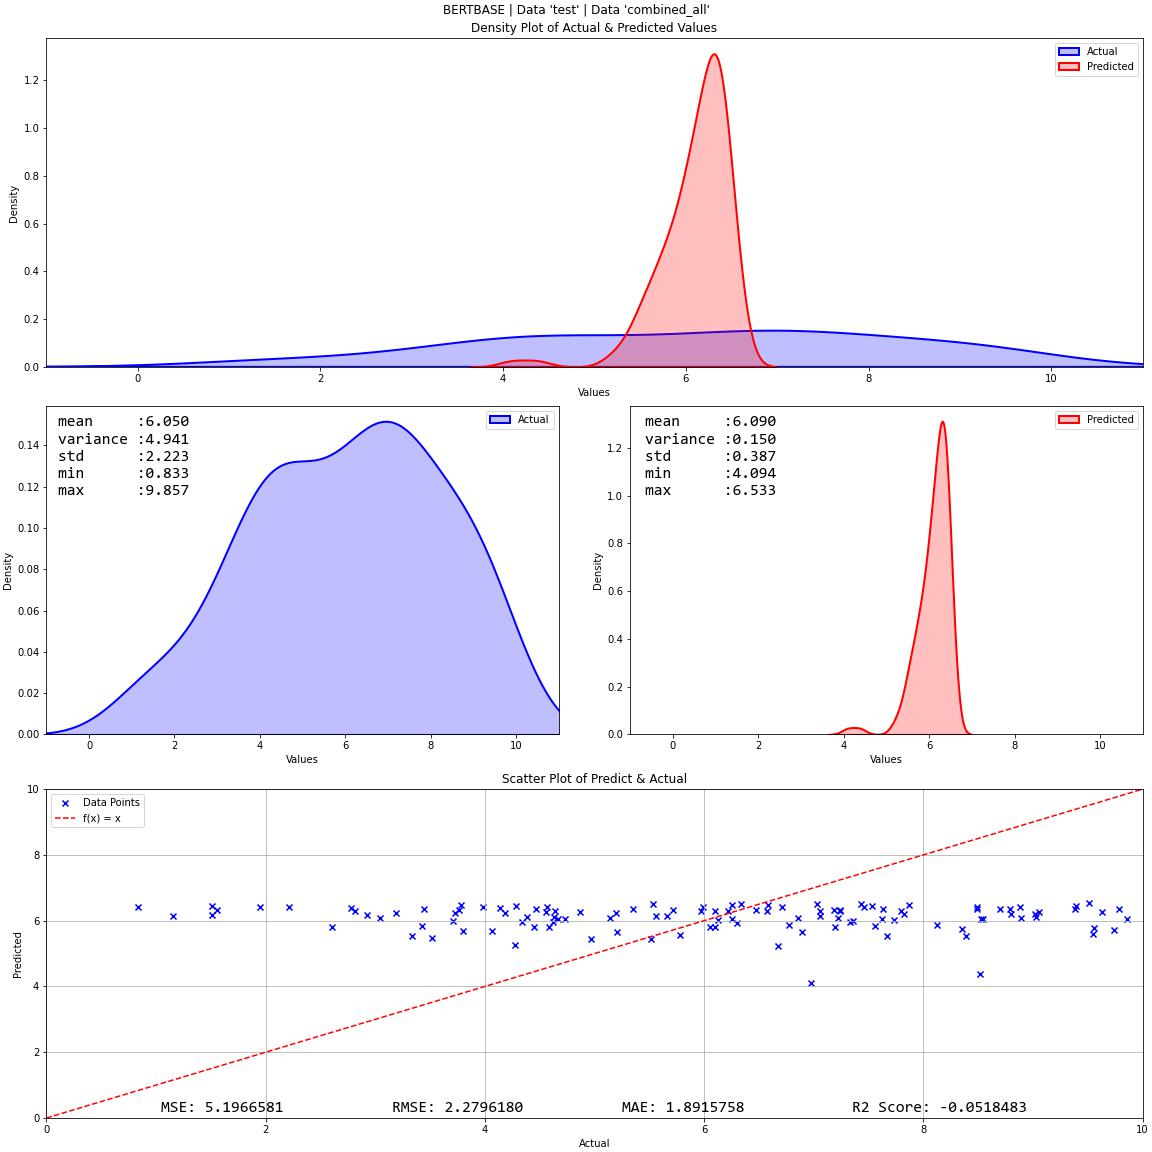 BERTBASE | Data 'test' | Data 'combined_all'
Density Plot of Actual & Predicted Values
Actual
Predicted
1.2
1.0
0.8
0.6
0.4
0.2
0.0
Density
0 2 4 6 8 10
Values
mean :6.050
variance :4.941
std :2.223
min :0.833
max :9.857
Actual
0.14
0.12
0.10
0.08
0.06
0.04
0.02
0.00
Density
0 2 4 6 8 10
Values
mean :6.090
variance :0.150
std :0.387
min :4.094
max :6.533
Predicted
1.2
1.0
0.8
0.6
0.4
0.2
0.0
Density
0 2 4 6 8 10
Values
Scatter Plot of Predict & Actual
Data Points
f(x) = x
10
8
6
4
2
0
Predicted
MSE: 5.1966581 RMSE: 2.2796180 MAE: 1.8915758 R2 Score: -0.0518483
0 2 4 6 8 10
Actual